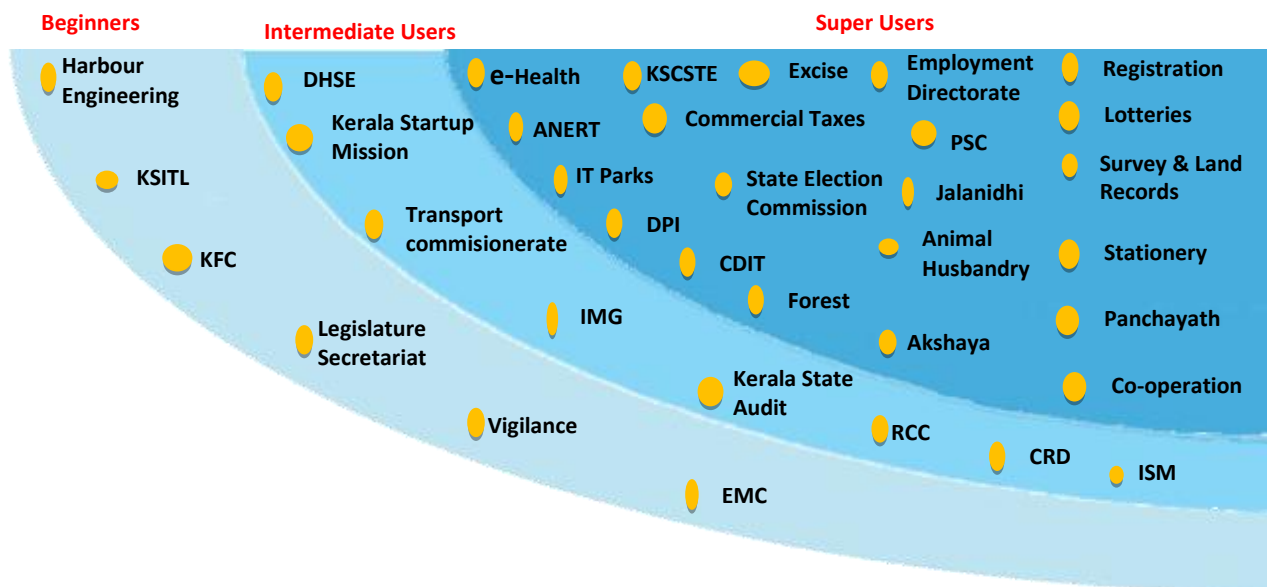 Beginners
Intermediate Users
Super Users
Harbour
Engineering
KSITL
KFC
Legislature
Secretariat
Vigilance
EMC
DHSE
Kerala Startup
Mission
Transport
commisionerate
IMG
Kerala State
Audit
RCC
CRD
ISM
e-Health
ANERT
IT Parks
DPI
CDIT
Forest
KSCSTE
Commercial Taxes
State Election
Commission
Excise
Employment
Directorate
PSC
Jalanidhi
Animal
Husbandry
Akshaya
Registration
Lotteries
Survey & Land
Records
Stationery
Panchayath
Co-operation